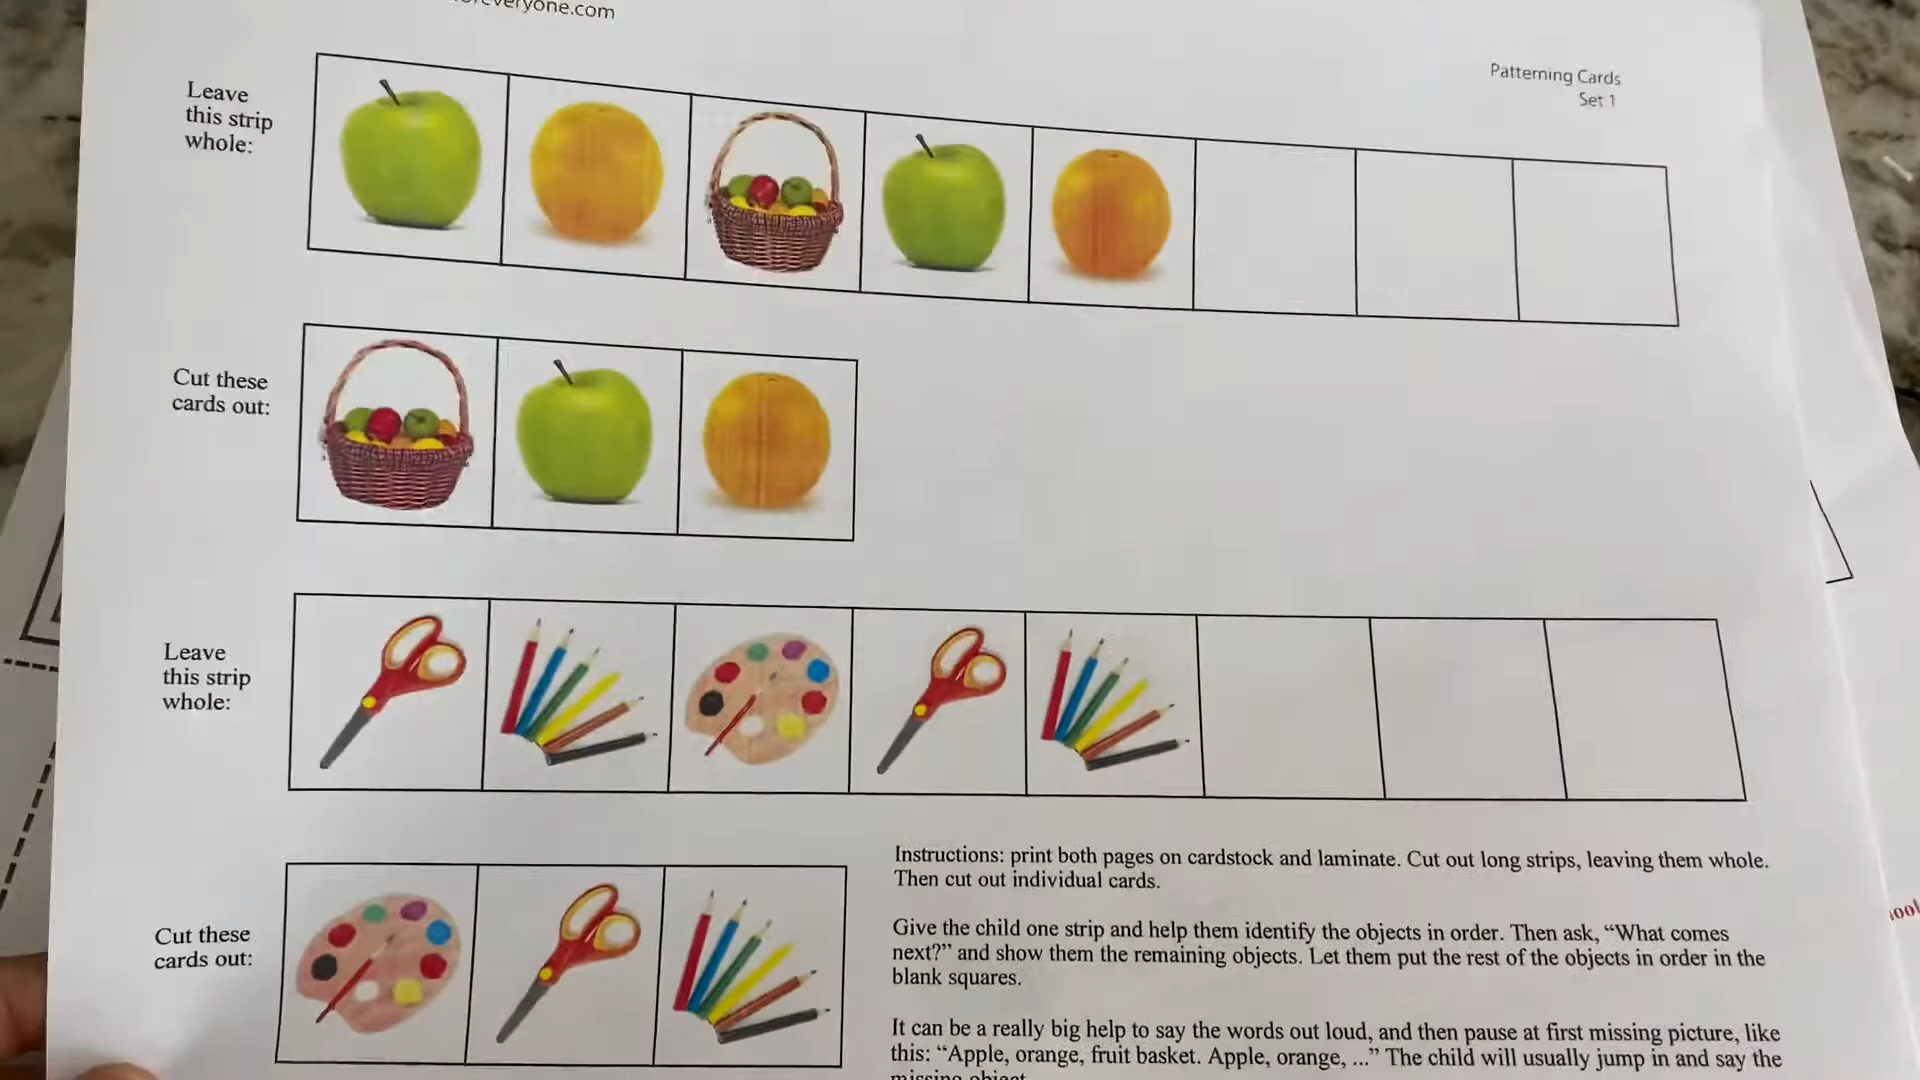 Patterning Cards
Set 1
Leave
this strip
whole:
Cut these
cards out:
Leave
this strip
whole:
Cut these
cards out:
Instructions: print both pages on cardstock and laminate. Cut out long strips, leaving them whole.
Then cut out individual cards.
Give the child one strip and help them identify the objects in order. Then ask, “What comes
next?” and show them the remaining objects. Let them put the rest of the objects in order in the
blank squares.
It can be a really big help to say the words out loud, and then pause at first missing picture, like
this: “Apple, orange, fruit basket. Apple, orange, ...” The child will usually jump in and say the
missing object